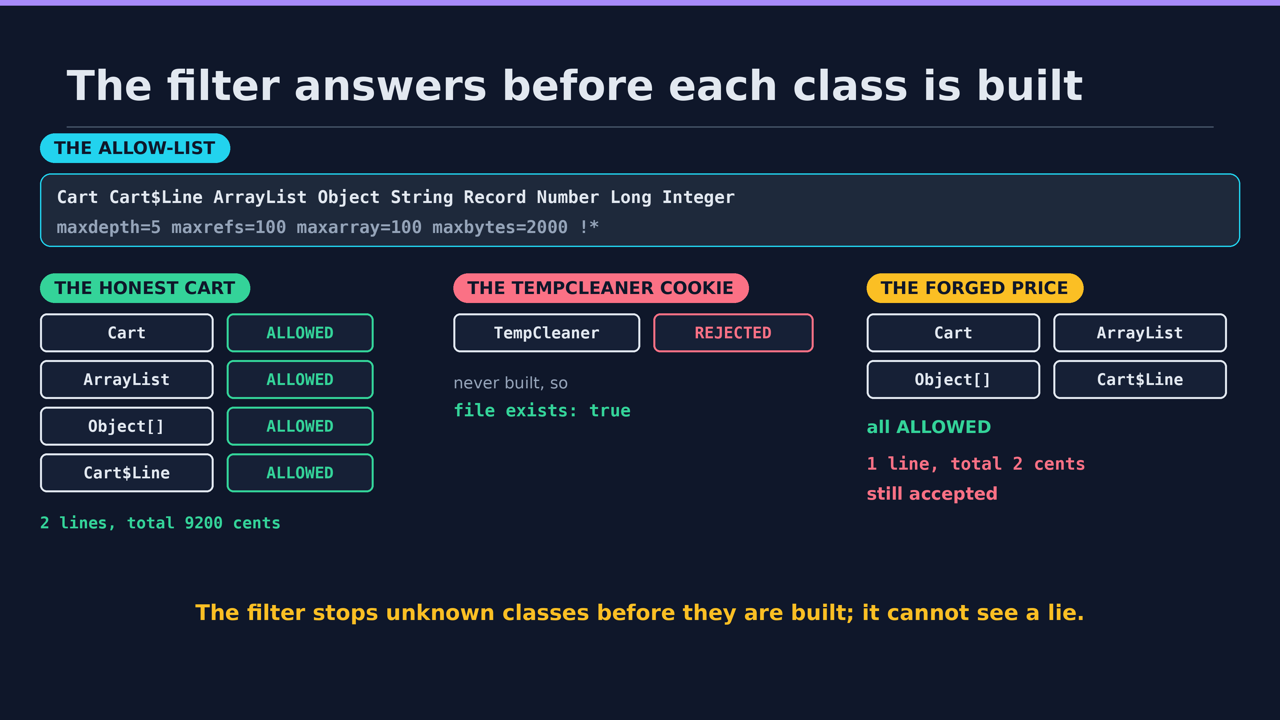 The filter answers before each class is built
THE ALLOW-LIST
Cart Cart$Line ArrayList Object String Record Number Long Integer
maxdepth=5 maxrefs=100 maxarray=100 maxbytes=2000 !*
THE HONEST CART
Cart ALLOWED
ArrayList ALLOWED
Object[] ALLOWED
Cart$Line ALLOWED
2 lines, total 9200 cents
THE TEMPCLEANER COOKIE
TempCleaner REJECTED
never built, so
file exists: true
THE FORGED PRICE
Cart ArrayList
Object[] Cart$Line
all ALLOWED
1 line, total 2 cents
still accepted
The filter stops unknown classes before they are built; it cannot see a lie.